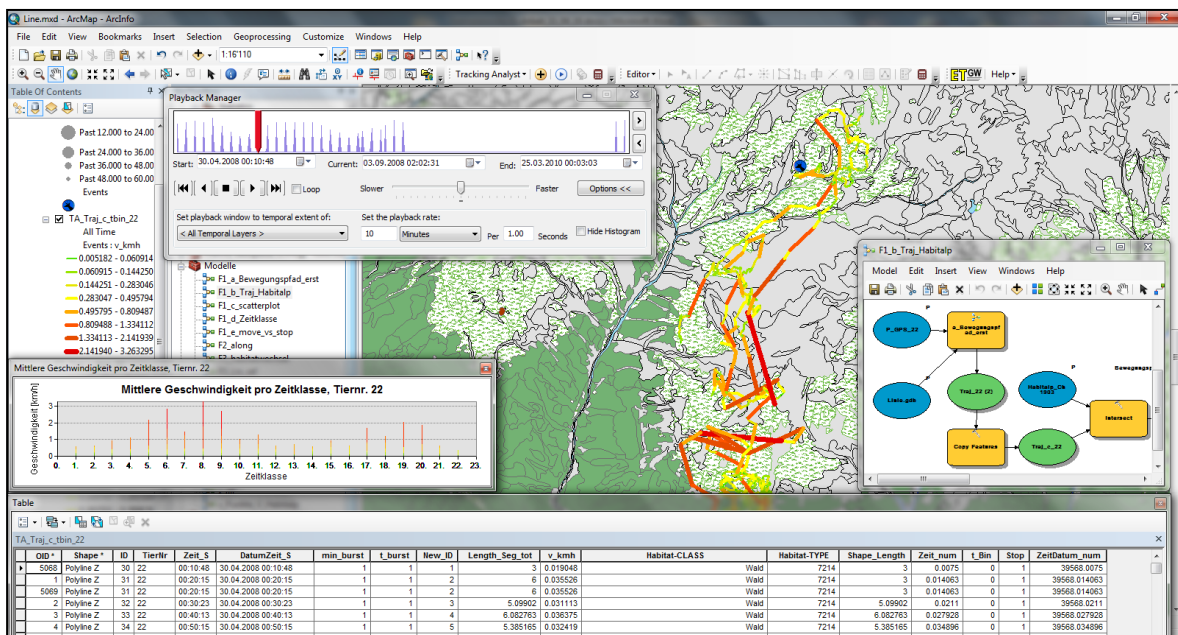 Line.mxd - ArcMap - ArcInfo
File Edit View Bookmarks Insert Selection Geoprocessing Customize Windows Help
1:16'110
Tracking Analyst Editor ET GW Help
Table Of Contents
Past 12.000 to 24.00
Past 24.000 to 36.00
Past 36.000 to 48.00
Past 48.000 to 60.00
Events
TA_Traj_c_tbin_22
All Time
Events : v_kmh
0.005182 - 0.060914
0.060915 - 0.144250
0.144251 - 0.283046
0.283047 - 0.495794
0.495795 - 0.809487
0.809488 - 1.334112
1.334113 - 2.141939
2.141940 - 3.263295
Playback Manager
Start: 30.04.2008 00:10:48 Current: 03.09.2008 02:02:31 End: 25.03.2010 00:03:03
Loop Slower Faster Options <<
Set playback window to temporal extent of: Set the playback rate:
< All Temporal Layers > 10 Minutes Per 1.00 Seconds Hide Histogram
Modelle
F1_a_Bewegungspfad_erst
F1_b_Traj_Habitalp
F1_c_scatterplot
F1_d_Zeitklasse
F1_e_move_vs_stop
F2_along
F1_b_Traj_Habitalp
Model Edit Insert View Windows Help
P
P_GPS_22
a_Bewegungspf
ad_erst
P
P
Bewegungsp
Traj_22 (2)
Copy Features
Traj_c_22
Intersect
Mittlere Geschwindigkeit pro Zeitklasse, Tiernr. 22
Mittlere Geschwindigkeit pro Zeitklasse, Tiernr. 22
Geschwindigkeit [kmh]
3
2
1
0
0. 1. 2. 3. 4. 5. 6. 7. 8. 9. 10. 11. 12. 13. 14. 15. 16. 17. 18. 19. 20. 21. 22. 23.
Zeitklasse
Table
TA_Traj_c_tbin_22
OID * Shape * ID TierNr Zeit_S DatumZeit_S min_burst t_burst New_ID Length_Seg_tot v_kmh Habitat-CLASS Habitat-TYPE Shape_Length Zeit_num t_Bin Stop ZeitDatum_num
5068 Polyline Z 30 22 00:10:48 30.04.2008 00:10:48 1 1 1 3 0.019048 Wald 7214 3 0.0075 0 1 39568.0075
1 Polyline Z 31 22 00:20:15 30.04.2008 00:20:15 1 1 2 6 0.035526 Wald 7214 3 0.014063 0 1 39568.014063
5069 Polyline Z 31 22 00:20:15 30.04.2008 00:20:15 1 1 2 6 0.035526 Wald 7214 3 0.014063 0 1 39568.014063
2 Polyline Z 32 22 00:30:23 30.04.2008 00:30:23 1 1 3 5.09902 0.031113 Wald 7214 5.09902 0.0211 0 1 39568.0211
3 Polyline Z 33 22 00:40:13 30.04.2008 00:40:13 1 1 4 6.082763 0.036375 Wald 7214 6.082763 0.027928 0 1 39568.027928
4 Polyline Z 34 22 00:50:15 30.04.2008 00:50:15 1 1 5 5.385165 0.032419 Wald 7214 5.385165 0.034896 0 1 39568.034896